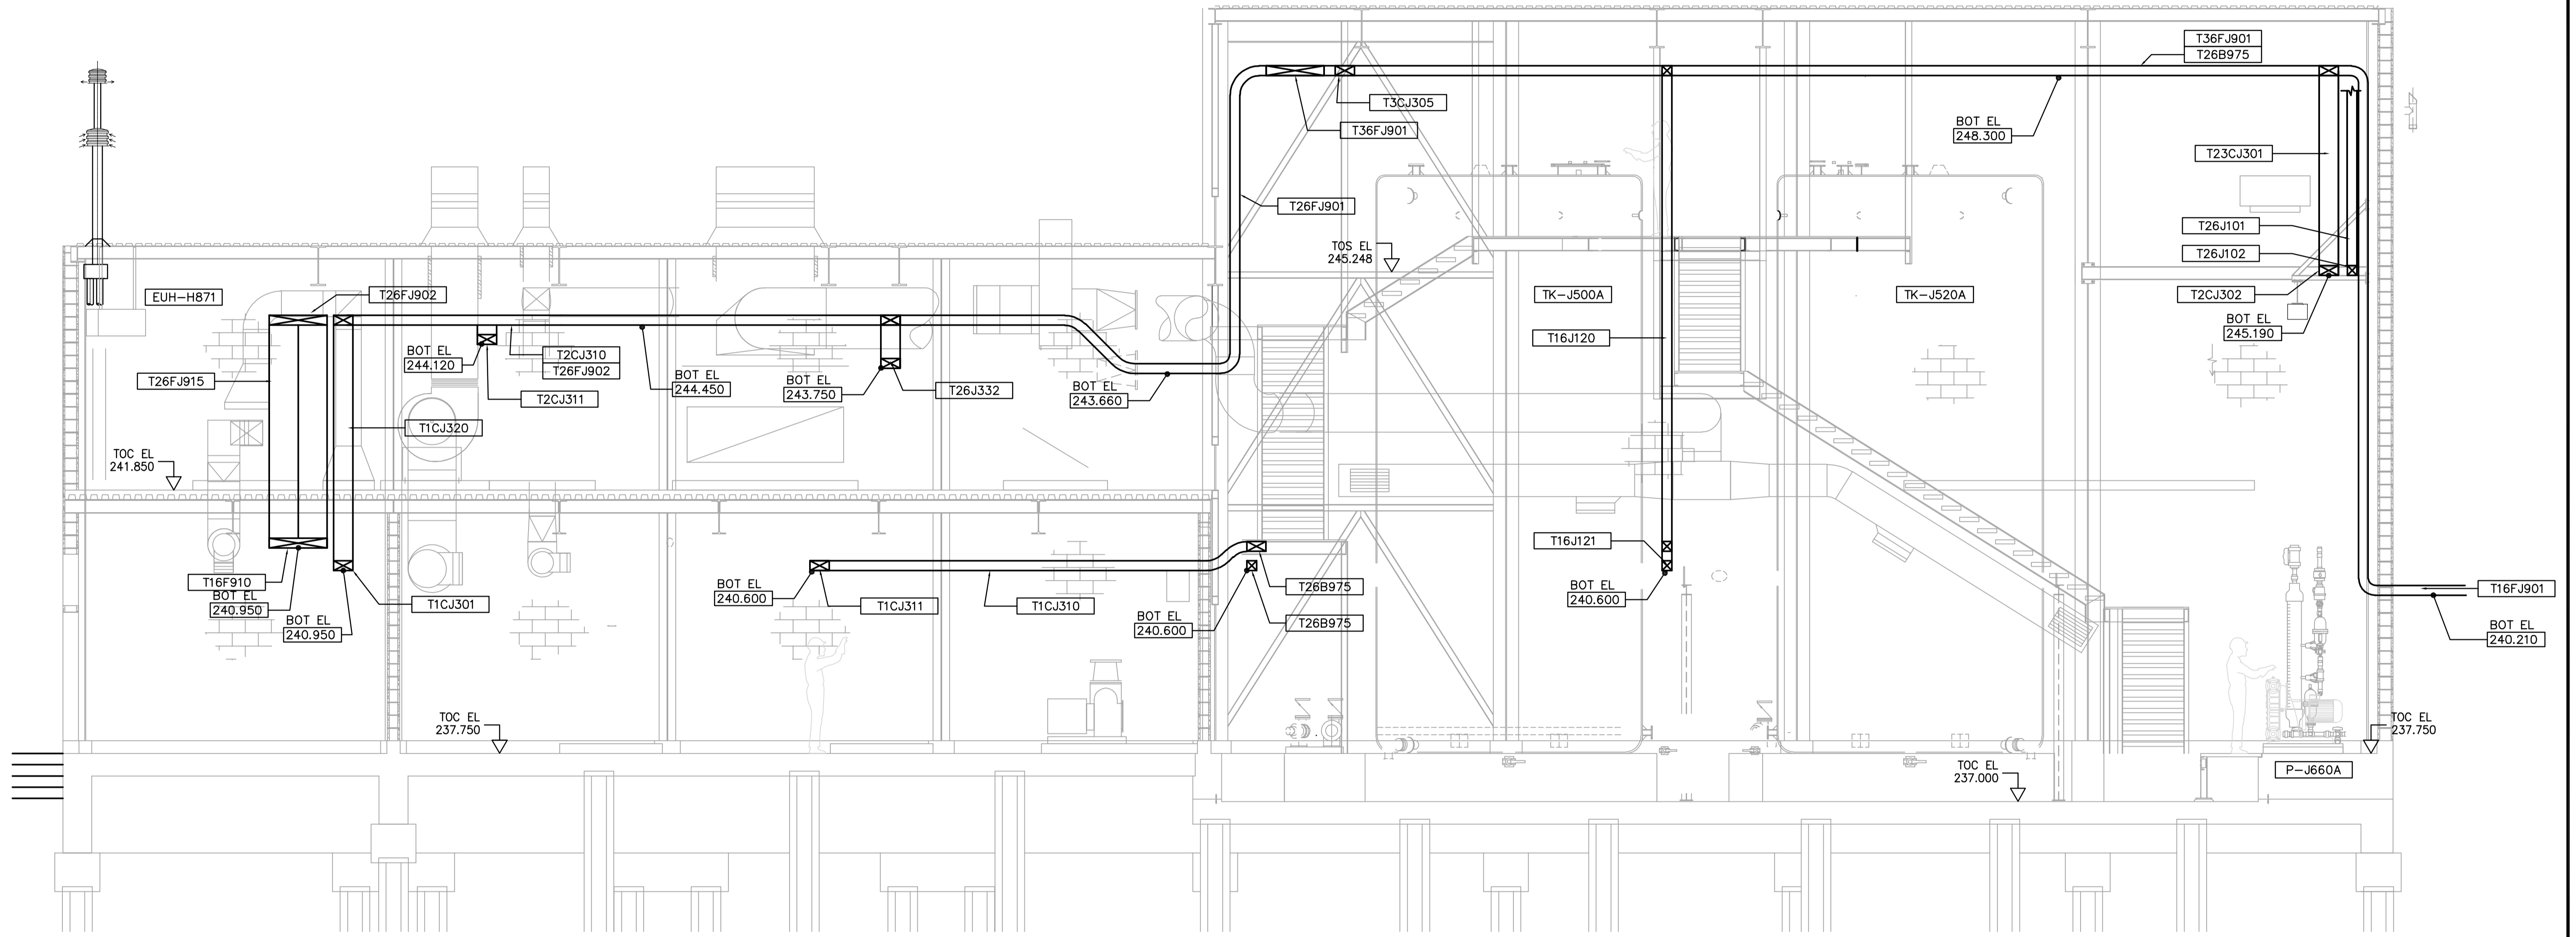 T36FJ901
T26B975
T3CJ305
T36FJ901
BOT EL
248.300
T23CJ301
T26FJ901
T26J101
TOS EL
245.248
T26J102
EUH-H871
T26FJ902
TK-J500A
TK-J520A
T2CJ302
BOT EL
245.190
T16J120
BOT EL
244.120
T2CJ310
T26FJ902
T26FJ915
BOT EL
244.450
BOT EL
243.750
T26J332
BOT EL
243.660
T2CJ311
T1CJ320
TOC EL
241.850
T16J121
T16F910
BOT EL
240.950
T1CJ301
BOT EL
240.950
BOT EL
240.600
T1CJ311
T1CJ310
T26B975
BOT EL
240.600
T26B975
BOT EL
240.600
T16FJ901
BOT EL
240.210
TOC EL
237.750
TOC EL
237.750
TOC EL
237.000
P-J660A